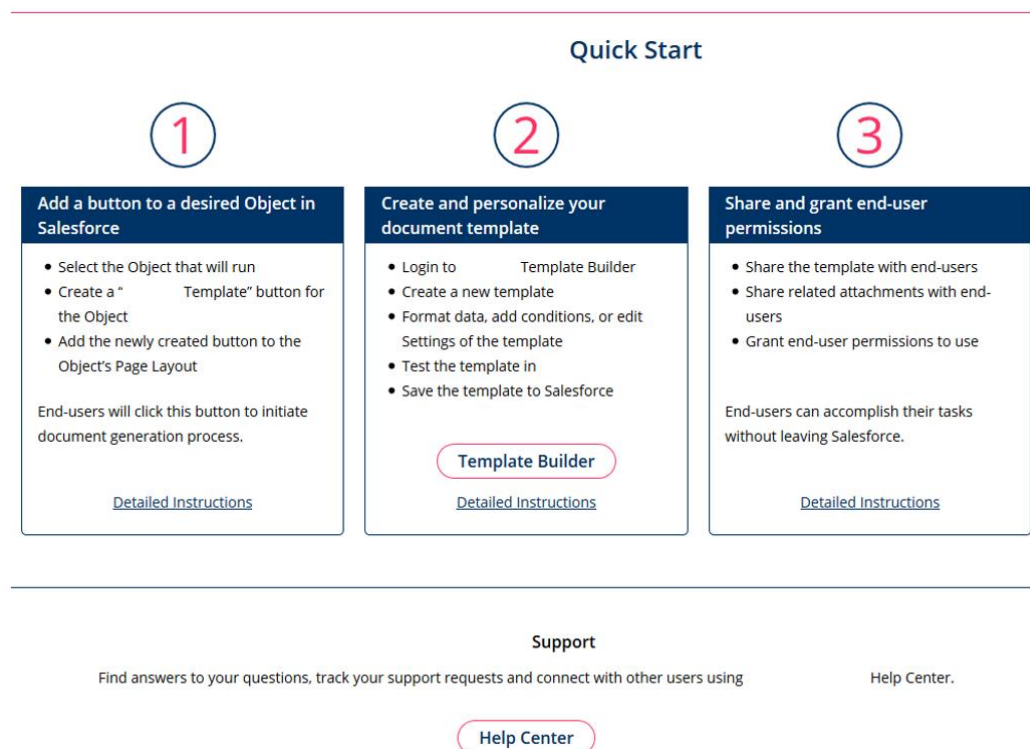 Quick Start
1
2
3
Add a button to a desired Object in
Salesforce
• Select the Object that will run
• Create a “ Template” button for
the Object
• Add the newly created button to the
Object’s Page Layout
End-users will click this button to initiate
document generation process.
Detailed Instructions
Create and personalize your
document template
• Login to Template Builder
• Create a new template
• Format data, add conditions, or edit
Settings of the template
• Test the template in
• Save the template to Salesforce
Template Builder
Detailed Instructions
Share and grant end-user
permissions
• Share the template with end-users
• Share related attachments with end-
users
• Grant end-user permissions to use
End-users can accomplish their tasks
without leaving Salesforce.
Detailed Instructions
Support
Find answers to your questions, track your support requests and connect with other users using Help Center.
Help Center